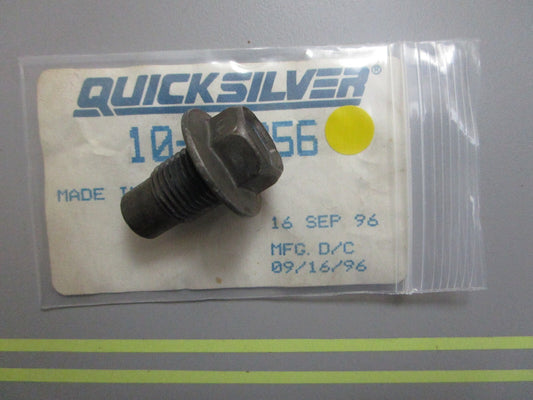 QUICKSILVER®
10- 56
MADE I
16 SEP 96
MFG. D/C
09/16/96